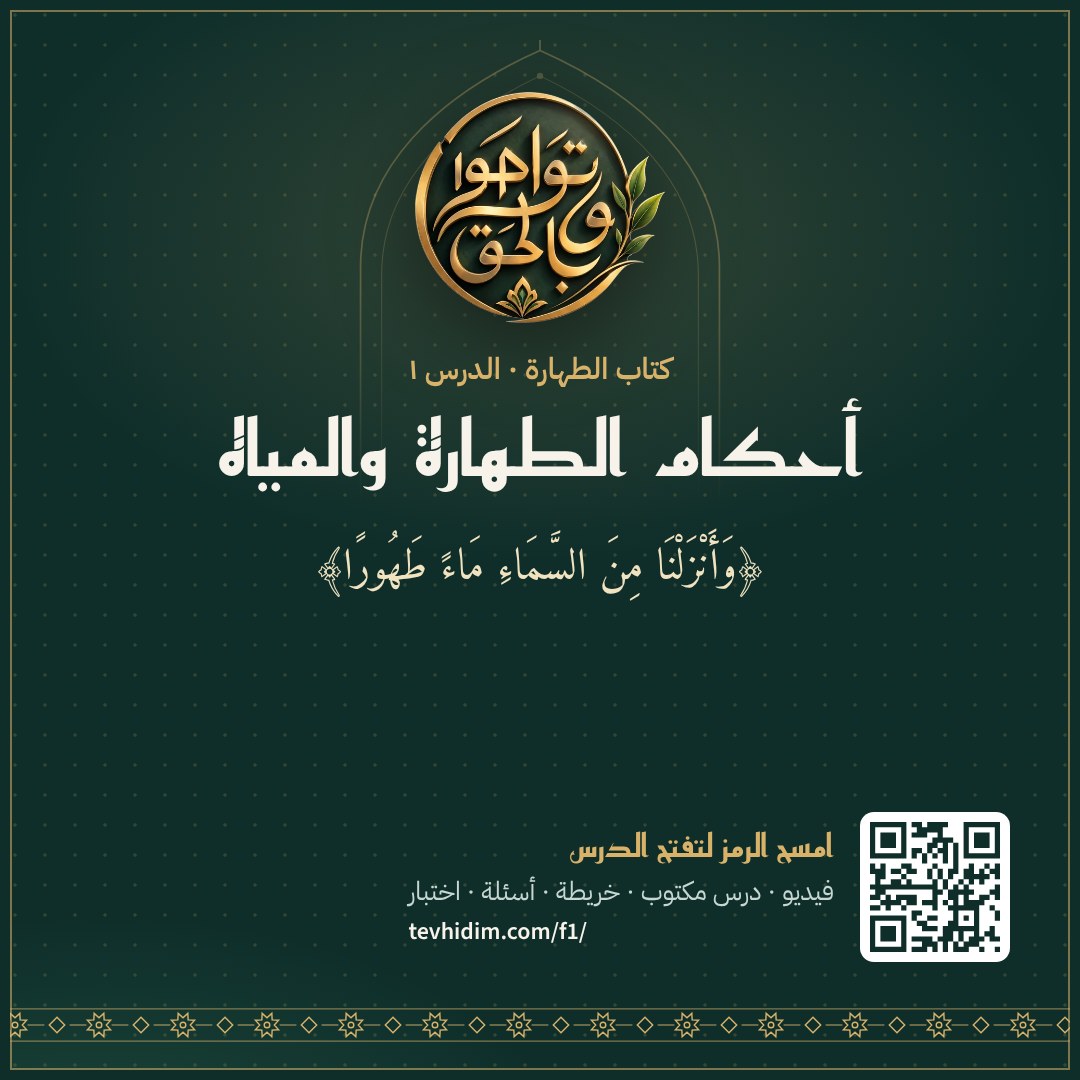 وتواصوا بالحق
كتاب الطهارة · الدرس ١
أحكام الطهارة والمياه
﴿وَأَنْزَلْنَا مِنَ السَّمَاءِ مَاءً طَهُورًا﴾
امسح الرمز لتفتح الدرس
فيديو · درس مكتوب · خريطة · أسئلة · اختبار
tevhidim.com/f1/